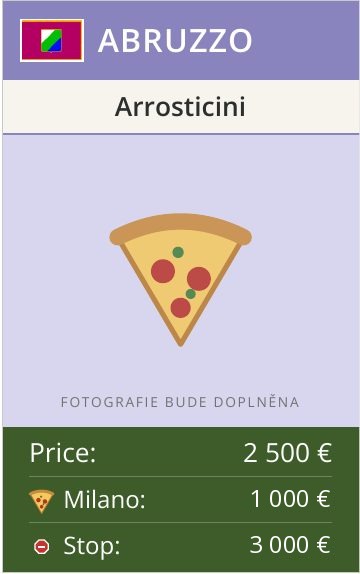 ABRUZZO
Arrosticini
FOTOGRAFIE BUDE DOPLNĚNA
Price: 2 500 €
Milano: 1 000 €
Stop: 3 000 €